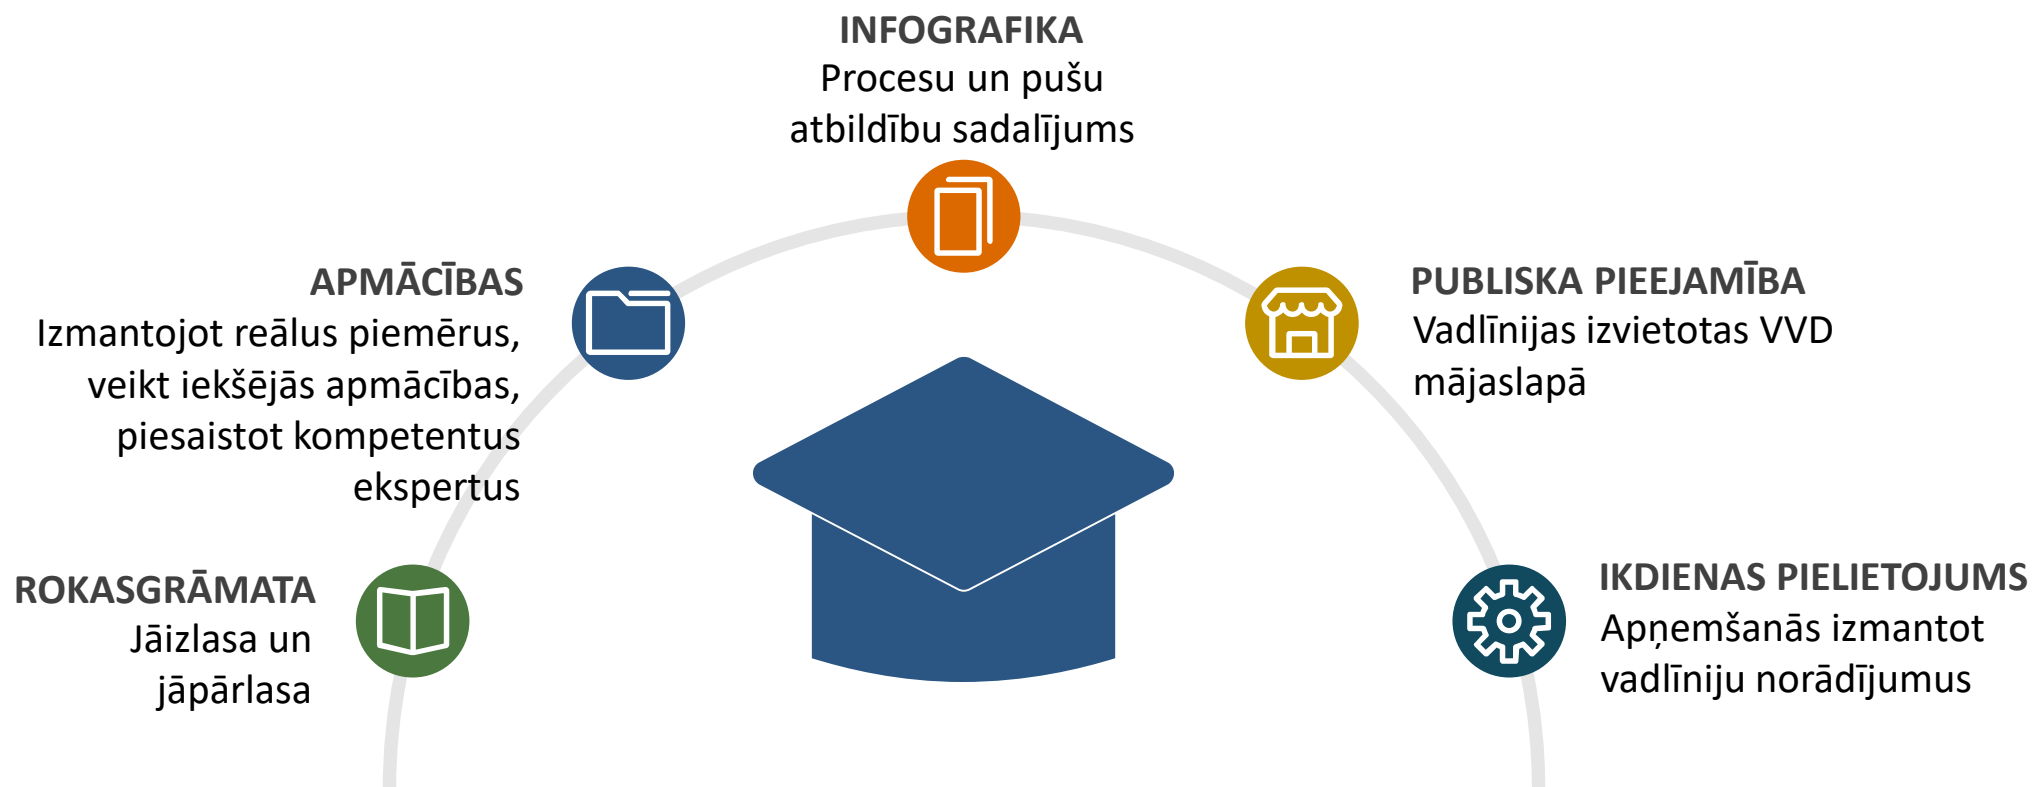 INFOGRAFIKA
Procesu un pušu
atbildību sadalījums
APMĀCĪBAS
Izmantojot reālus piemērus,
veikt iekšējās apmācības,
piesaistot kompetentus
ekspertus
PUBLISKA PIEEJAMĪBA
Vadlīnijas izvietotas VVD
mājaslapā
ROKASGRĀMATA
Jāizlasa un
jāpārlasa
IKDIENAS PIELIETOJUMS
Apņemšanās izmantot
vadlīniju norādījumus